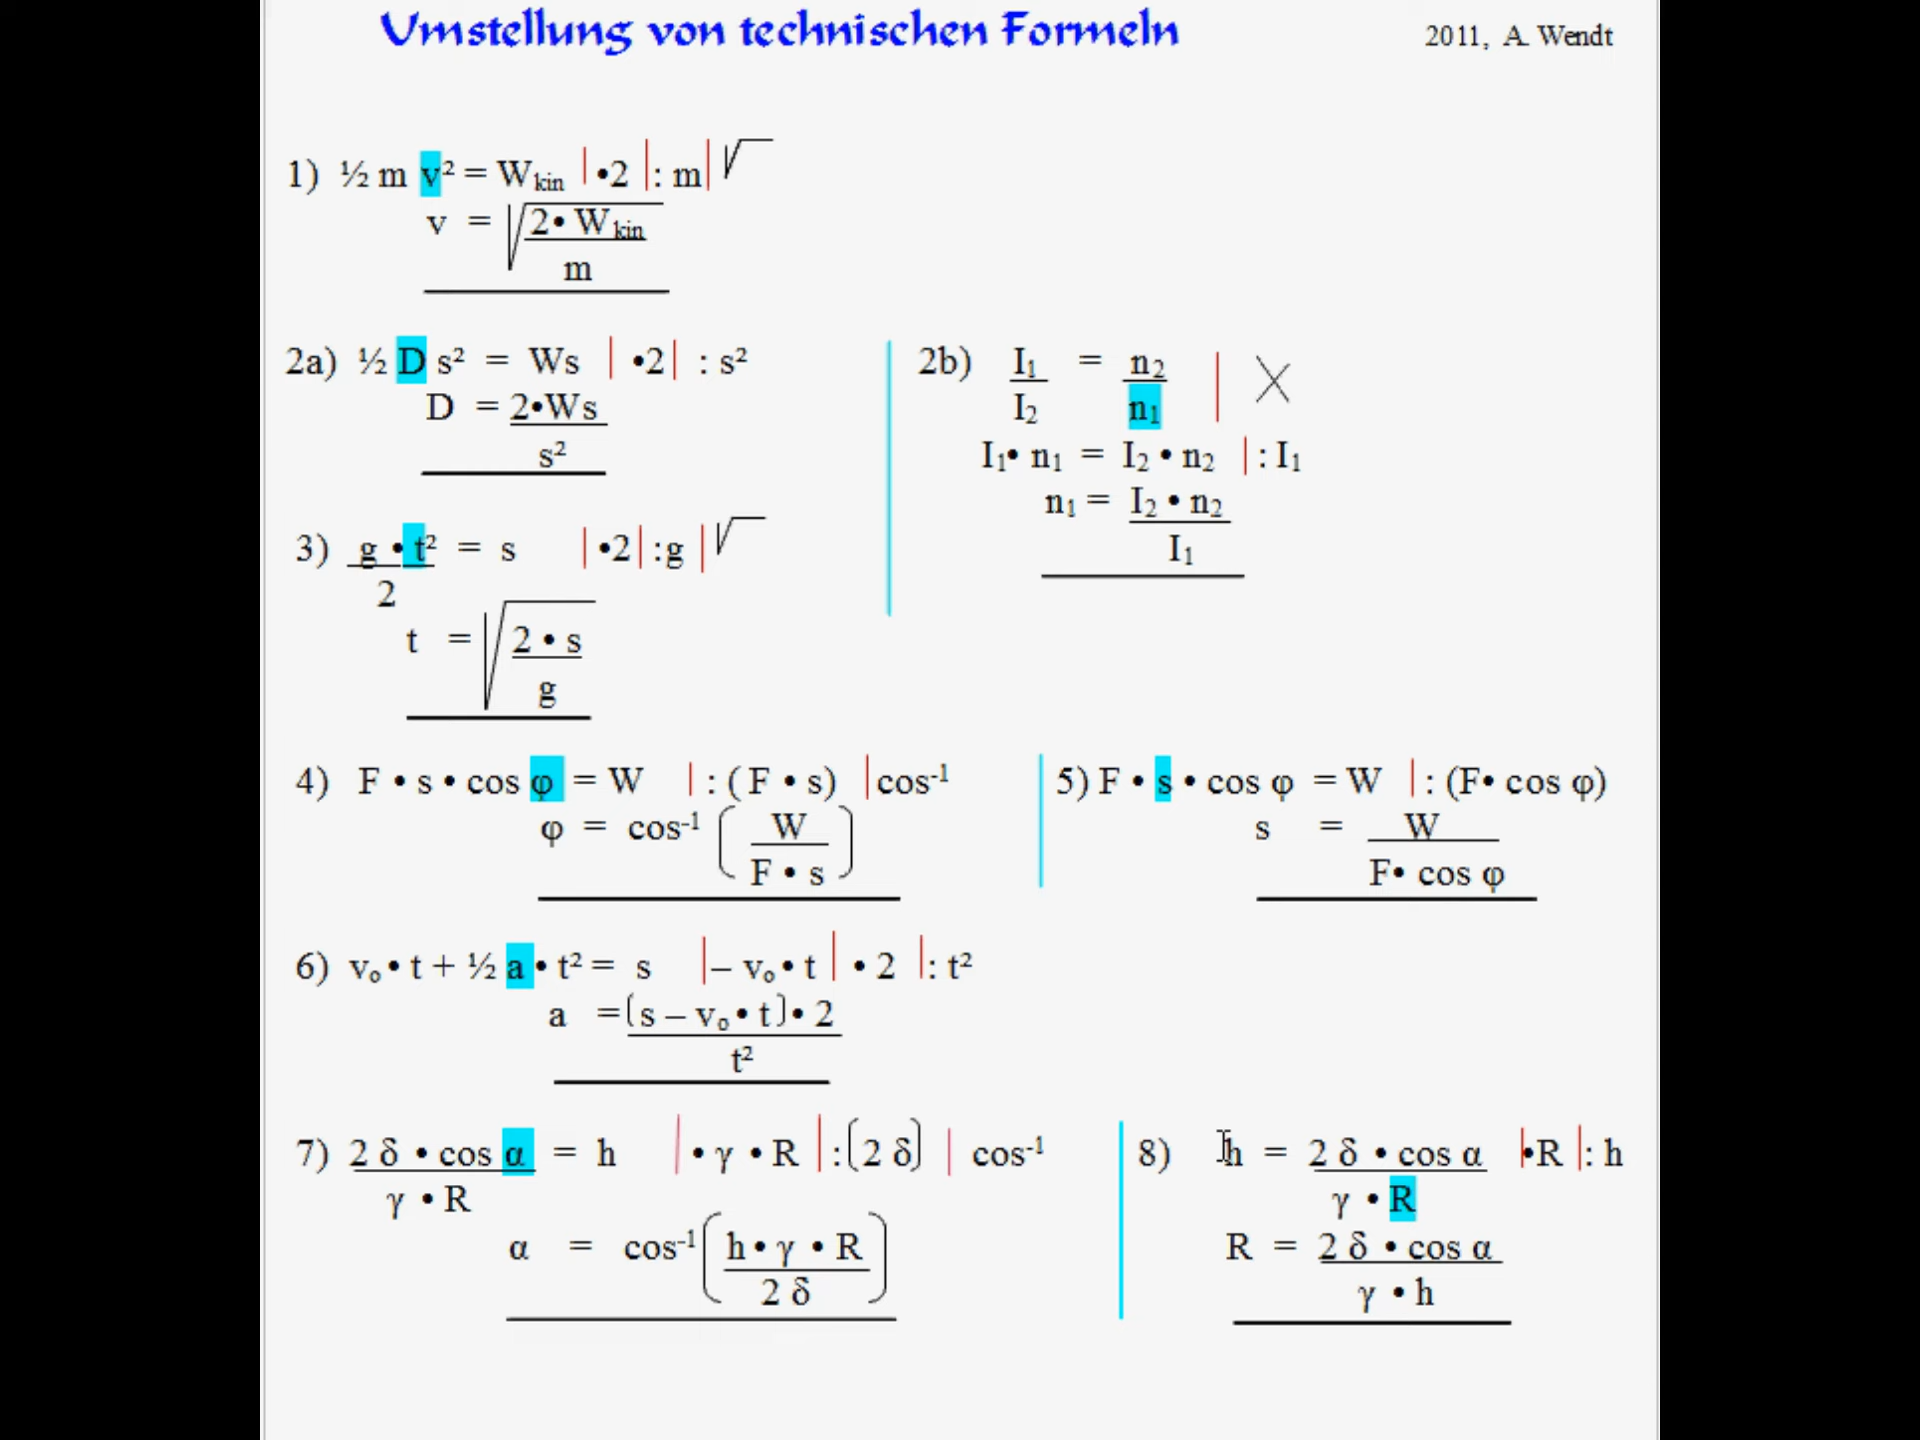 Umstellung von technischen Formeln 2011, A. Wendt
1) ½ m v² = Wkin | •2 | : m | √
v = √ 2• Wkin
m
2a) ½ D s² = Ws | •2 | : s²
D = 2•Ws
s²
2b) I₁ = n₂ | X
I₂ n₁
I₁• n₁ = I₂ • n₂ | : I₁
n₁ = I₂ • n₂
I₁
3) g • t² = s | •2 | :g | √
2
t = √ 2 • s
g
4) F • s • cos φ = W | : ( F • s) | cos⁻¹
φ = cos⁻¹ ( W
F • s )
5) F • s • cos φ = W | : (F• cos φ)
s = W
F• cos φ
6) vₒ • t + ½ a • t² = s | – vₒ • t | • 2 | : t²
a = (s – vₒ • t) • 2
t²
7) 2 δ • cos α = h | • γ • R | : (2 δ) | cos⁻¹
γ • R
α = cos⁻¹ ( h • γ • R
2 δ )
8) h = 2 δ • cos α | •R | : h
γ • R
R = 2 δ • cos α
γ • h